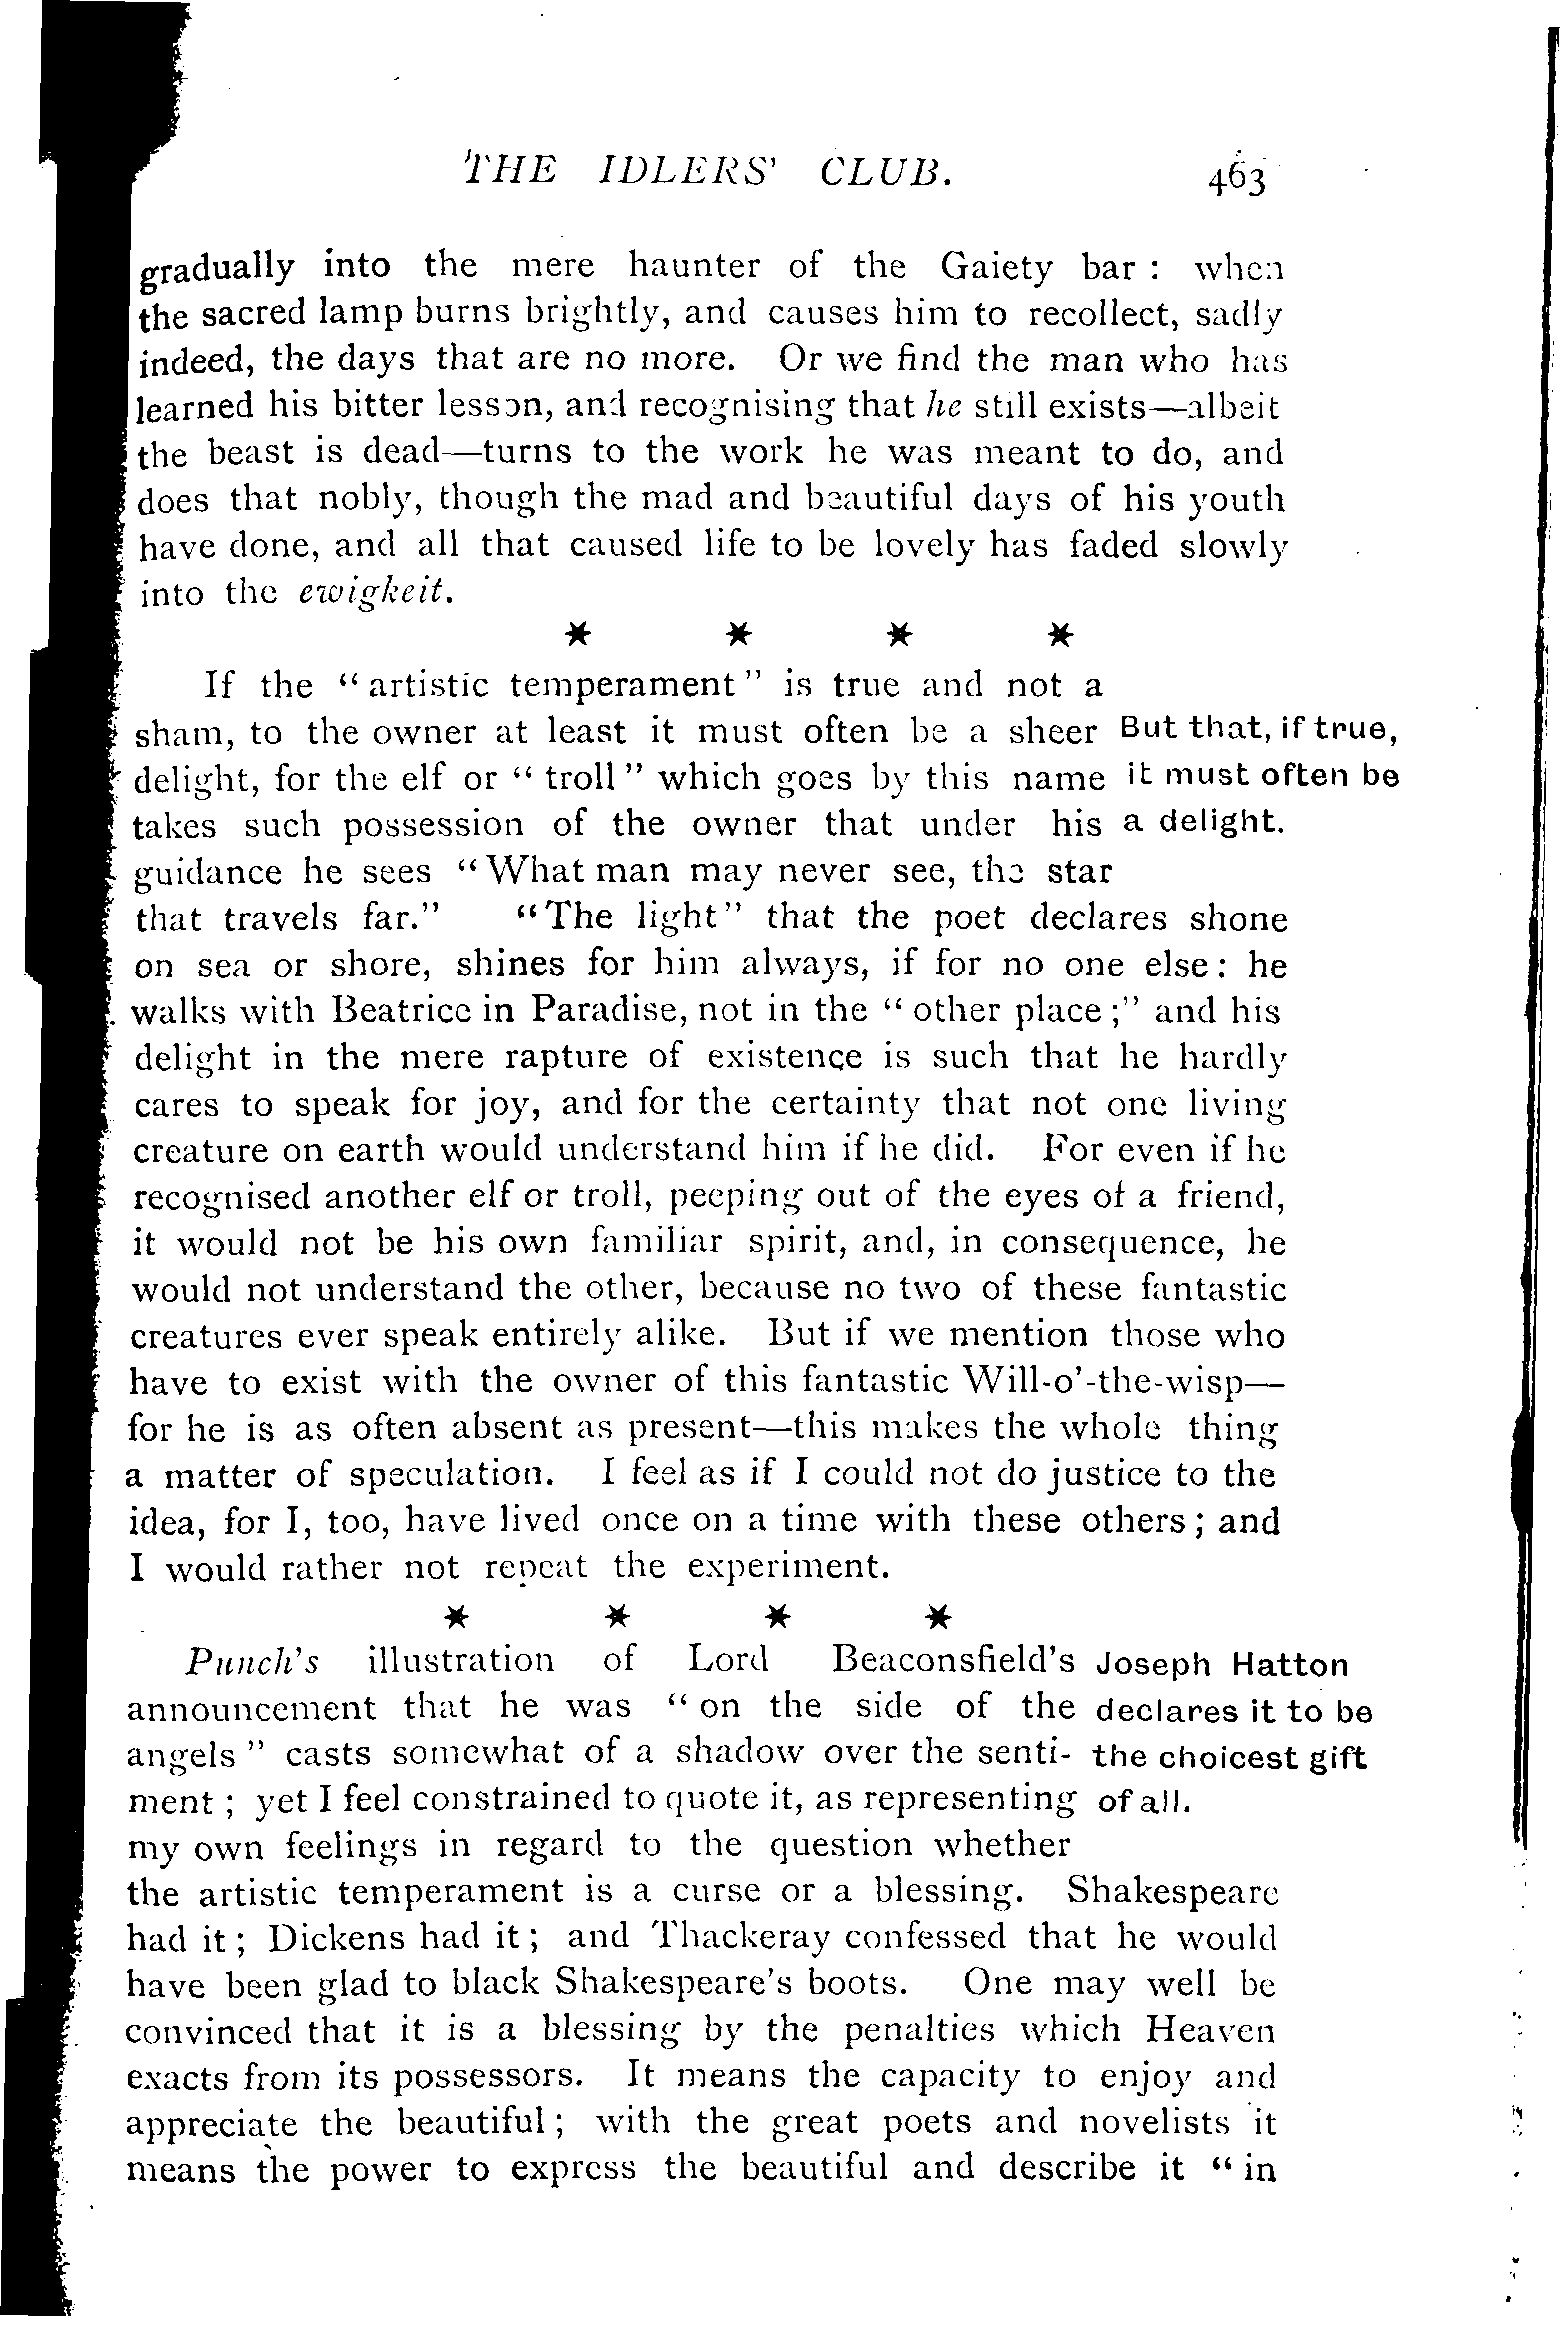 THE IDLERS' CLUB. 463
gradually into the mere haunter of the Gaiety bar : when
the sacred lamp burns brightly, and causes him to recollect, sadly
indeed, the days that are no more. Or we find the man who has
learned his bitter lesson, and recognising that he still exists—albeit
the beast is dead—turns to the work he was meant to do, and
does that nobly, though the mad and beautiful days of his youth
have done, and all that caused life to be lovely has faded slowly
into the ewigkeit.
* * * *
If the “ artistic temperament ” is true and not a
sham, to the owner at least it must often be a sheer But that, if true,
delight, for the elf or “ troll ” which goes by this name it must often be
takes such possession of the owner that under his a delight.
guidance he sees “ What man may never see, the star
that travels far.” “ The light ” that the poet declares shone
on sea or shore, shines for him always, if for no one else : he
walks with Beatrice in Paradise, not in the “ other place ;” and his
delight in the mere rapture of existence is such that he hardly
cares to speak for joy, and for the certainty that not one living
creature on earth would understand him if he did. For even if he
recognised another elf or troll, peeping out of the eyes of a friend,
it would not be his own familiar spirit, and, in consequence, he
would not understand the other, because no two of these fantastic
creatures ever speak entirely alike. But if we mention those who
have to exist with the owner of this fantastic Will-o'-the-wisp—
for he is as often absent as present—this makes the whole thing
a matter of speculation. I feel as if I could not do justice to the
idea, for I, too, have lived once on a time with these others ; and
I would rather not repeat the experiment.
* * * *
Punch's illustration of Lord Beaconsfield's Joseph Hatton
announcement that he was “ on the side of the declares it to be
angels ” casts somewhat of a shadow over the senti- the choicest gift
ment ; yet I feel constrained to quote it, as representing of all.
my own feelings in regard to the question whether
the artistic temperament is a curse or a blessing. Shakespeare
had it ; Dickens had it ; and Thackeray confessed that he would
have been glad to black Shakespeare's boots. One may well be
convinced that it is a blessing by the penalties which Heaven
exacts from its possessors. It means the capacity to enjoy and
appreciate the beautiful ; with the great poets and novelists it
means the power to express the beautiful and describe it “ in